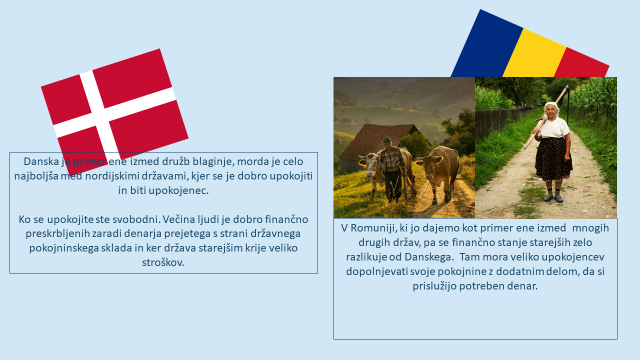 Danska je primer ene izmed družb blaginje, morda je celo
najboljša med nordijskimi državami, kjer se je dobro upokojiti
in biti upokojenec.
Ko se upokojite ste svobodni. Večina ljudi je dobro finančno
preskrbljenih zaradi denarja prejetega s strani državnega
pokojninskega sklada in ker država starejšim krije veliko
stroškov.
V Romuniji, ki jo dajemo kot primer ene izmed mnogih
drugih držav, pa se finančno stanje starejših zelo
razlikuje od Danskega. Tam mora veliko upokojencev
dopolnjevati svoje pokojnine z dodatnim delom, da si
prislužijo potreben denar.